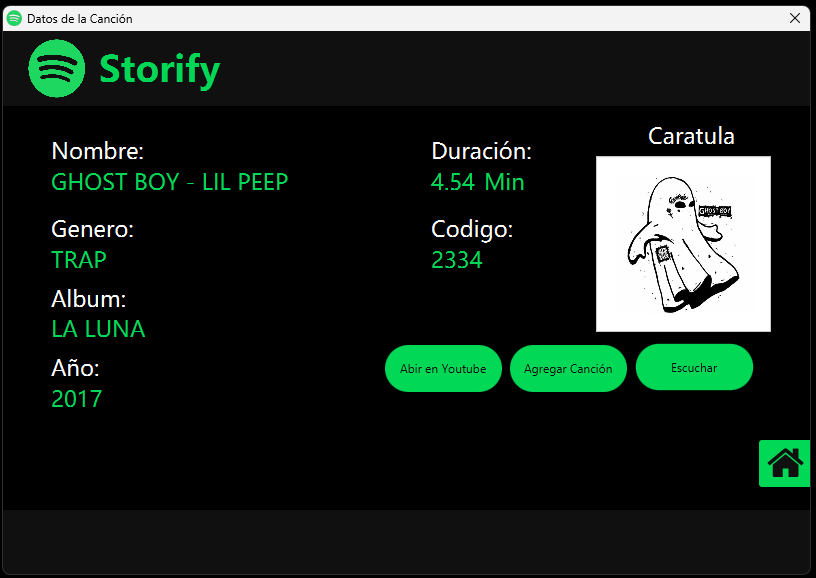 Datos de la Canción
Storify
Nombre:
GHOST BOY - LIL PEEP
Genero:
TRAP
Album:
LA LUNA
Año:
2017
Duración:
4.54 Min
Codigo:
2334
Caratula
GHOST BOY
Abir en Youtube
Agregar Canción
Escuchar